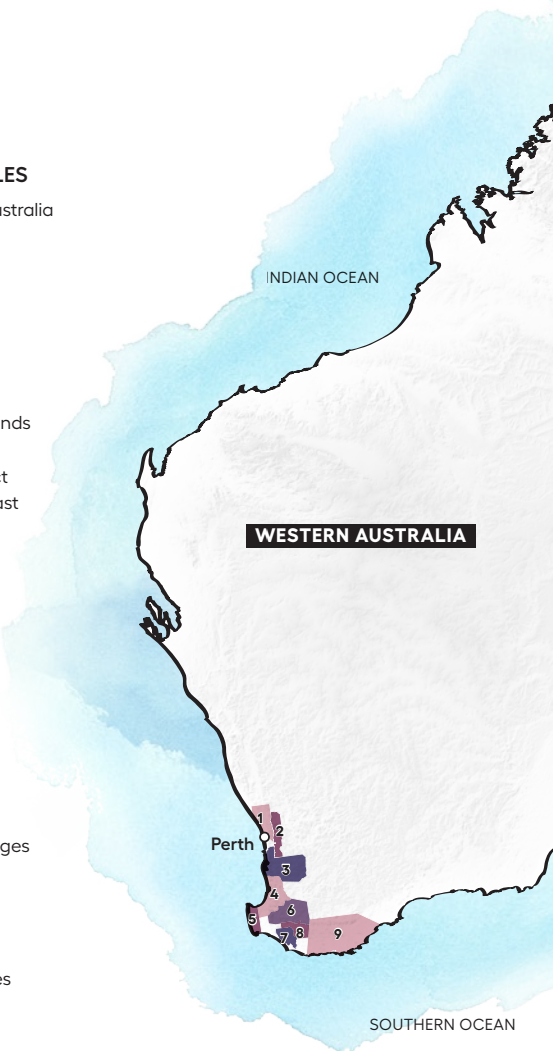 LES
stralia
INDIAN OCEAN
nds
t
ast
WESTERN AUSTRALIA
1
2
Perth
ges
3
4
6
5
7
8
9
es
SOUTHERN OCEAN